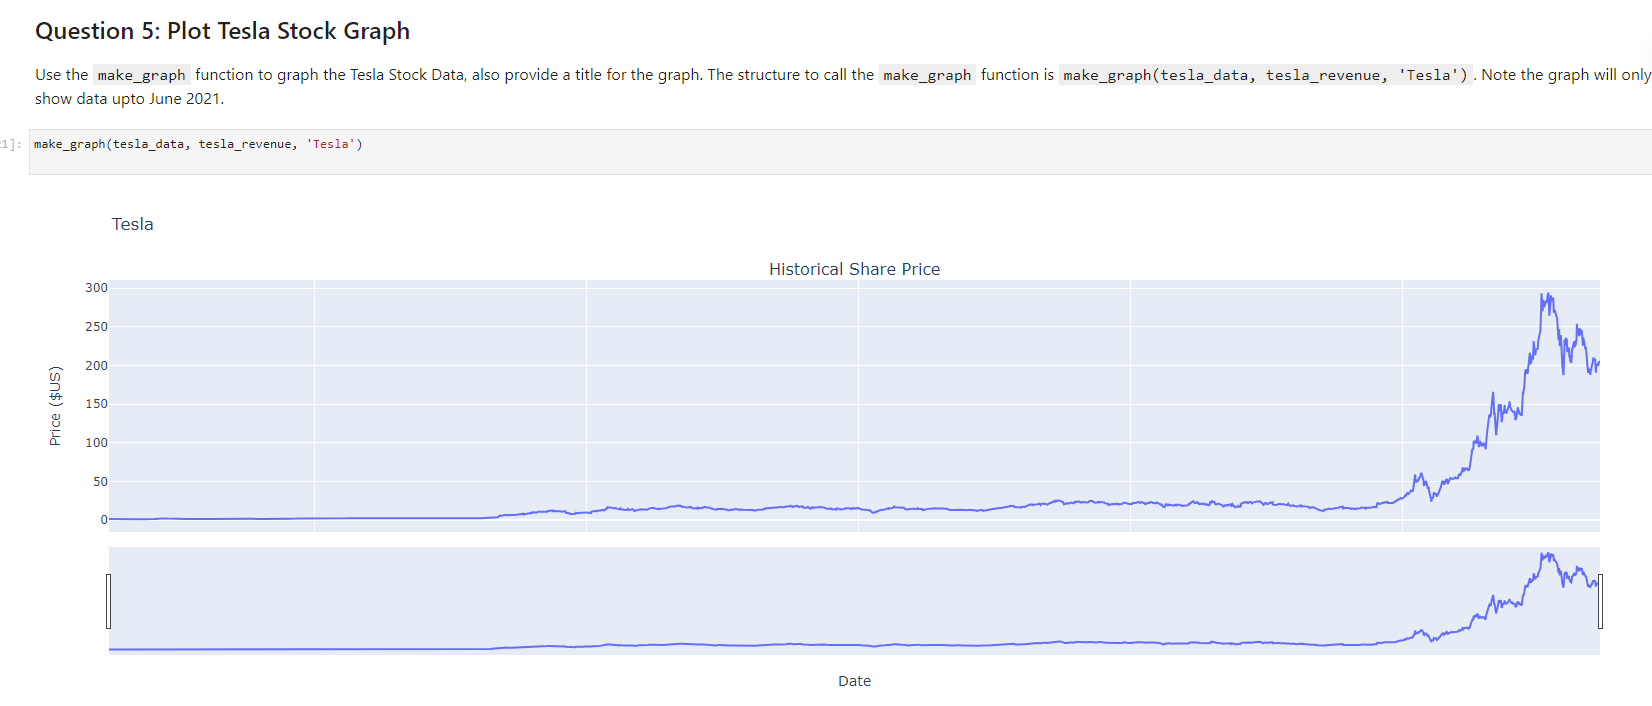 Question 5: Plot Tesla Stock Graph
Use the make_graph function to graph the Tesla Stock Data, also provide a title for the graph. The structure to call the make_graph function is make_graph(tesla_data, tesla_revenue, 'Tesla'). Note the graph will only
show data upto June 2021.
1]: make_graph(tesla_data, tesla_revenue, 'Tesla')
Tesla
Historical Share Price
300
250
200
150
100
50
0
Price ($US)
Date